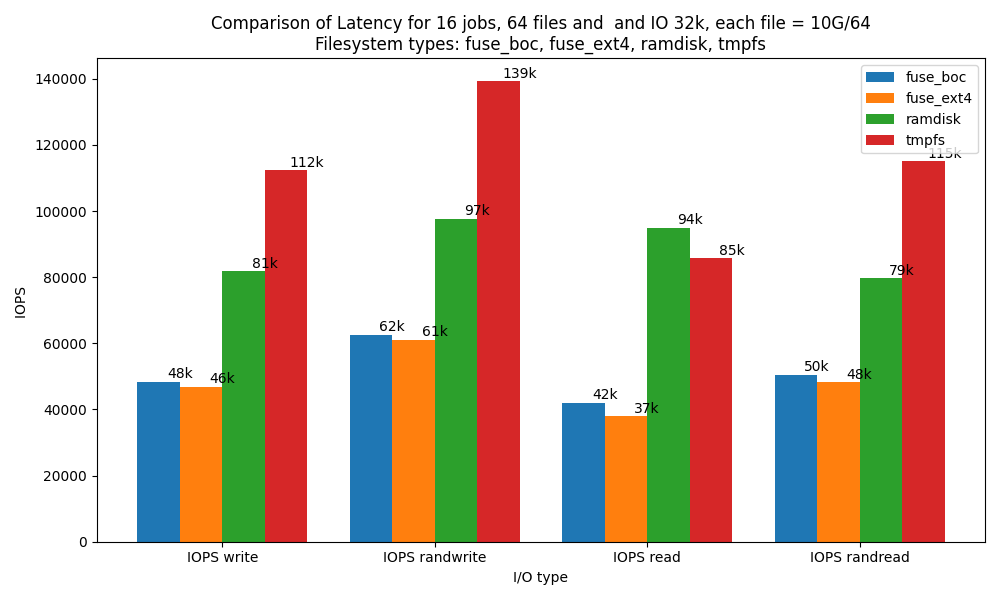 Comparison of Latency for 16 jobs, 64 files and  and IO 32k, each file = 10G/64
Filesystem types: fuse_boc, fuse_ext4, ramdisk, tmpfs
fuse_boc
fuse_ext4
ramdisk
tmpfs
IOPS
140000
120000
100000
80000
60000
40000
20000
0
48k
46k
81k
112k
62k
61k
97k
139k
42k
37k
94k
85k
50k
48k
79k
115k
IOPS write
IOPS randwrite
IOPS read
IOPS randread
I/O type